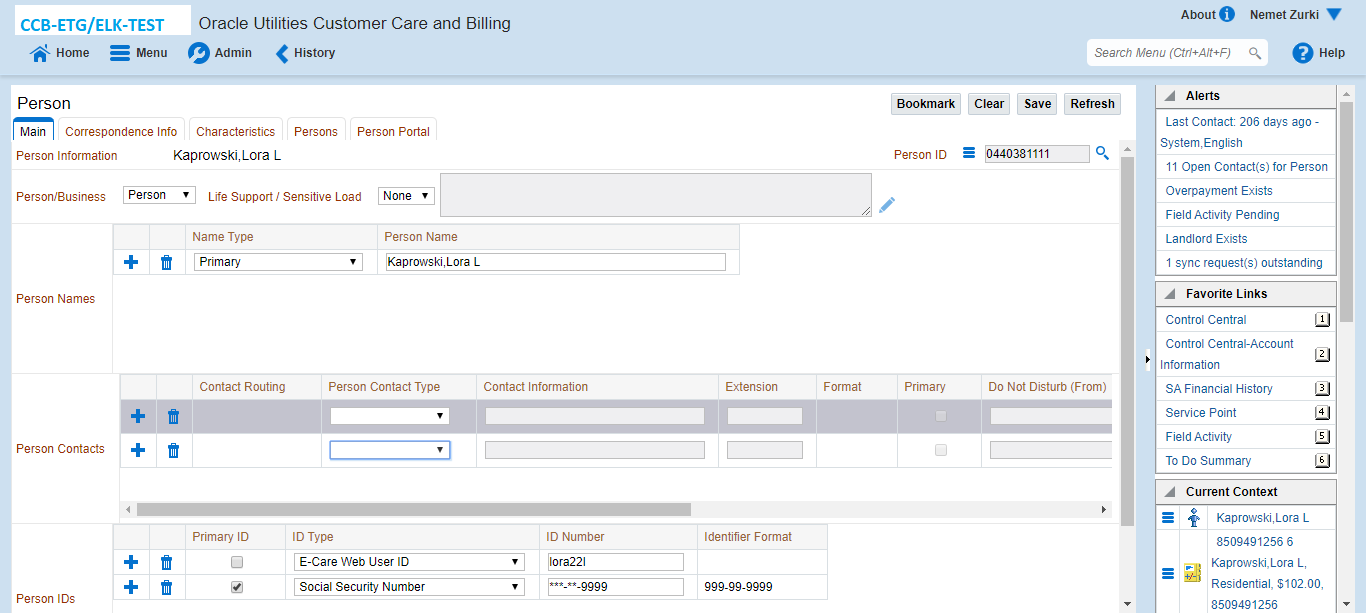 CCB-ETG/ELK-TEST Oracle Utilities Customer Care and Billing About Nemet Zurki
Home Menu Admin History Search Menu (Ctrl+Alt+F) Help
Person Bookmark Clear Save Refresh
Main Correspondence Info Characteristics Persons Person Portal
Person Information Kaprowski,Lora L Person ID 0440381111
Person/Business Person Life Support / Sensitive Load None
Name Type Person Name
Primary Kaprowski,Lora L
Person Names
Contact Routing Person Contact Type Contact Information Extension Format Primary Do Not Disturb (From)
Person Contacts
Primary ID ID Type ID Number Identifier Format
E-Care Web User ID lora22l
Social Security Number ***-**-9999 999-99-9999
Person IDs
Alerts
Last Contact: 206 days ago -
System,English
11 Open Contact(s) for Person
Overpayment Exists
Field Activity Pending
Landlord Exists
1 sync request(s) outstanding
Favorite Links
Control Central 1
Control Central-Account
Information 2
SA Financial History 3
Service Point 4
Field Activity 5
To Do Summary 6
Current Context
Kaprowski,Lora L
8509491256 6
Kaprowski,Lora L,
Residential, $102.00,
8509491256